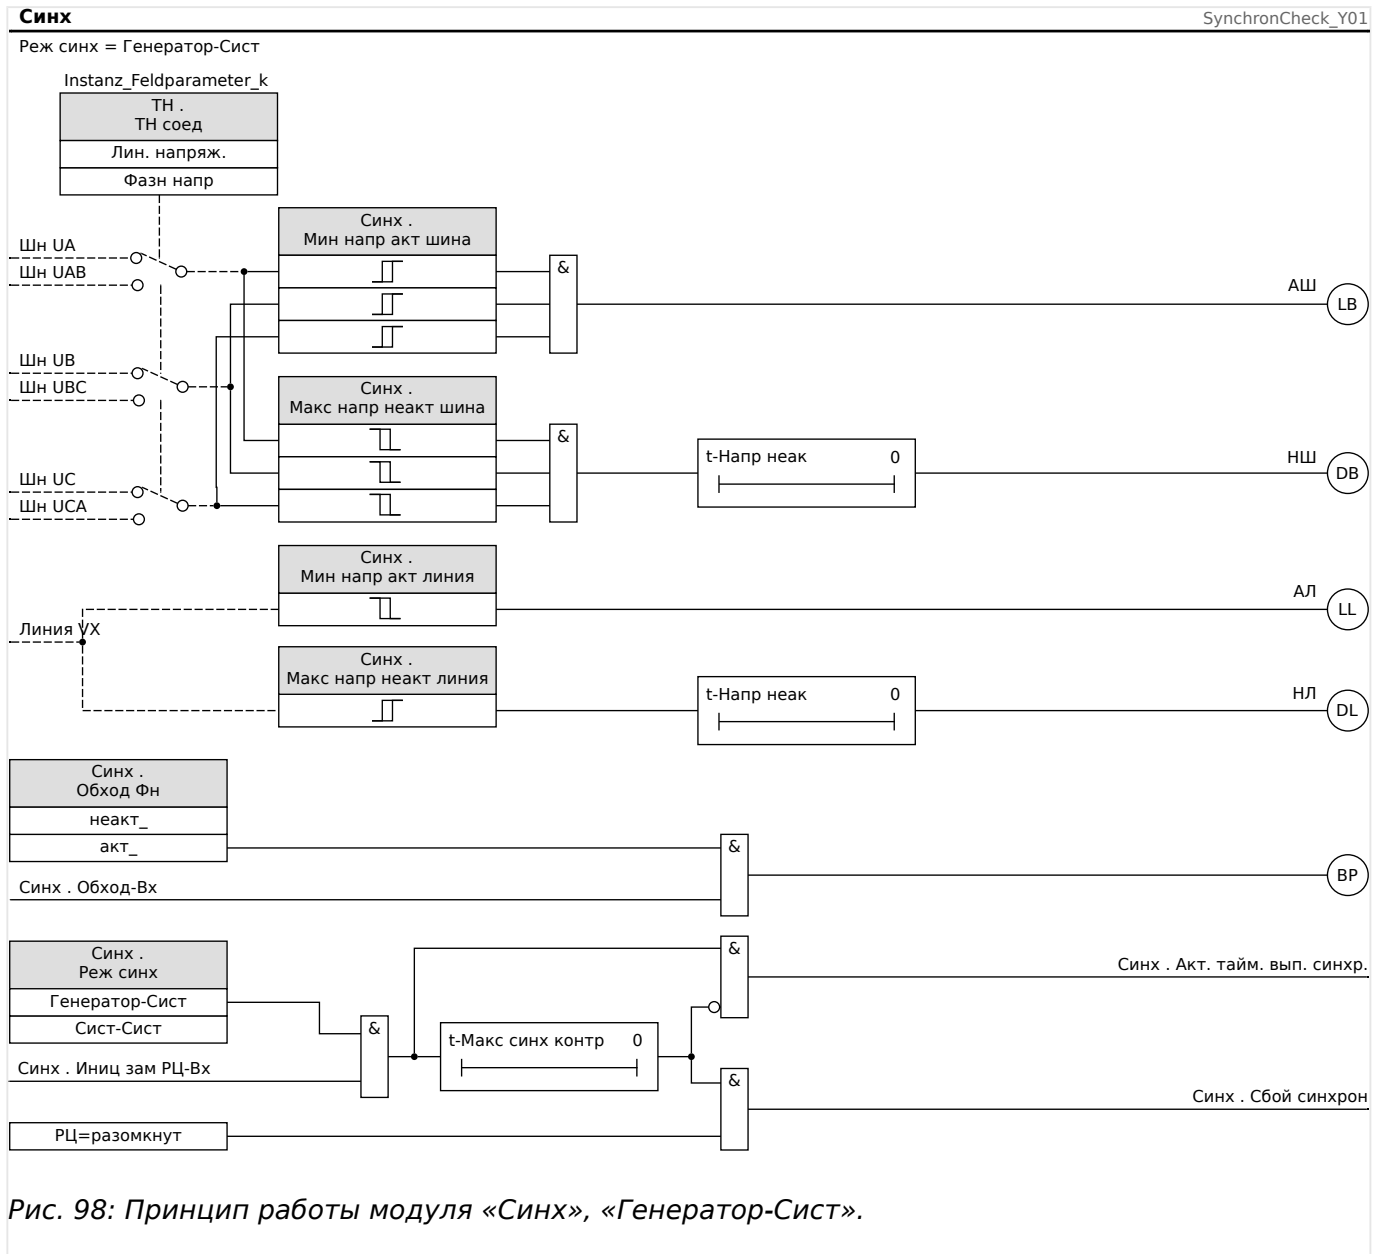 Синх
SynchronCheck_Y01
Реж синх = Генератор-Сист
Instanz_Feldparameter_k
ТН .
ТН соед
Лин. напряж.
Фазн напр
Синх .
Мин напр акт шина
Шн UA
Шн UAB
&
АШ
LB
Шн UB
Шн UBC
Синх .
Макс напр неакт шина
&
t-Напр неак 0
НШ
DB
Шн UC
Шн UCA
Синх .
Мин напр акт линия
АЛ
LL
Линия VX
Синх .
Макс напр неакт линия
t-Напр неак 0
НЛ
DL
Синх .
Обход Фн
неакт_
акт_
&
Синх . Обход-Вх
BP
Синх .
Реж синх
Генератор-Сист
Сист-Сист
&
Синх . Акт. тайм. вып. синхр.
&
t-Макс синх контр 0
Синх . Иниц зам РЦ-Вх
&
Синх . Сбой синхрон
РЦ=разомкнут
Рис. 98: Принцип работы модуля «Синх», «Генератор-Сист».